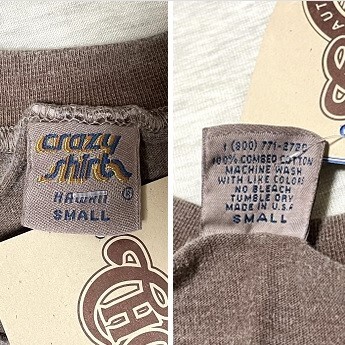 crazy
shirts
HAWAII ®
SMALL
1 (800) 771-2720
100% COMBED COTTON
MACHINE WASH
WITH LIKE COLORS
NO BLEACH
TUMBLE DRY
MADE IN U.S.A
SMALL
AUT